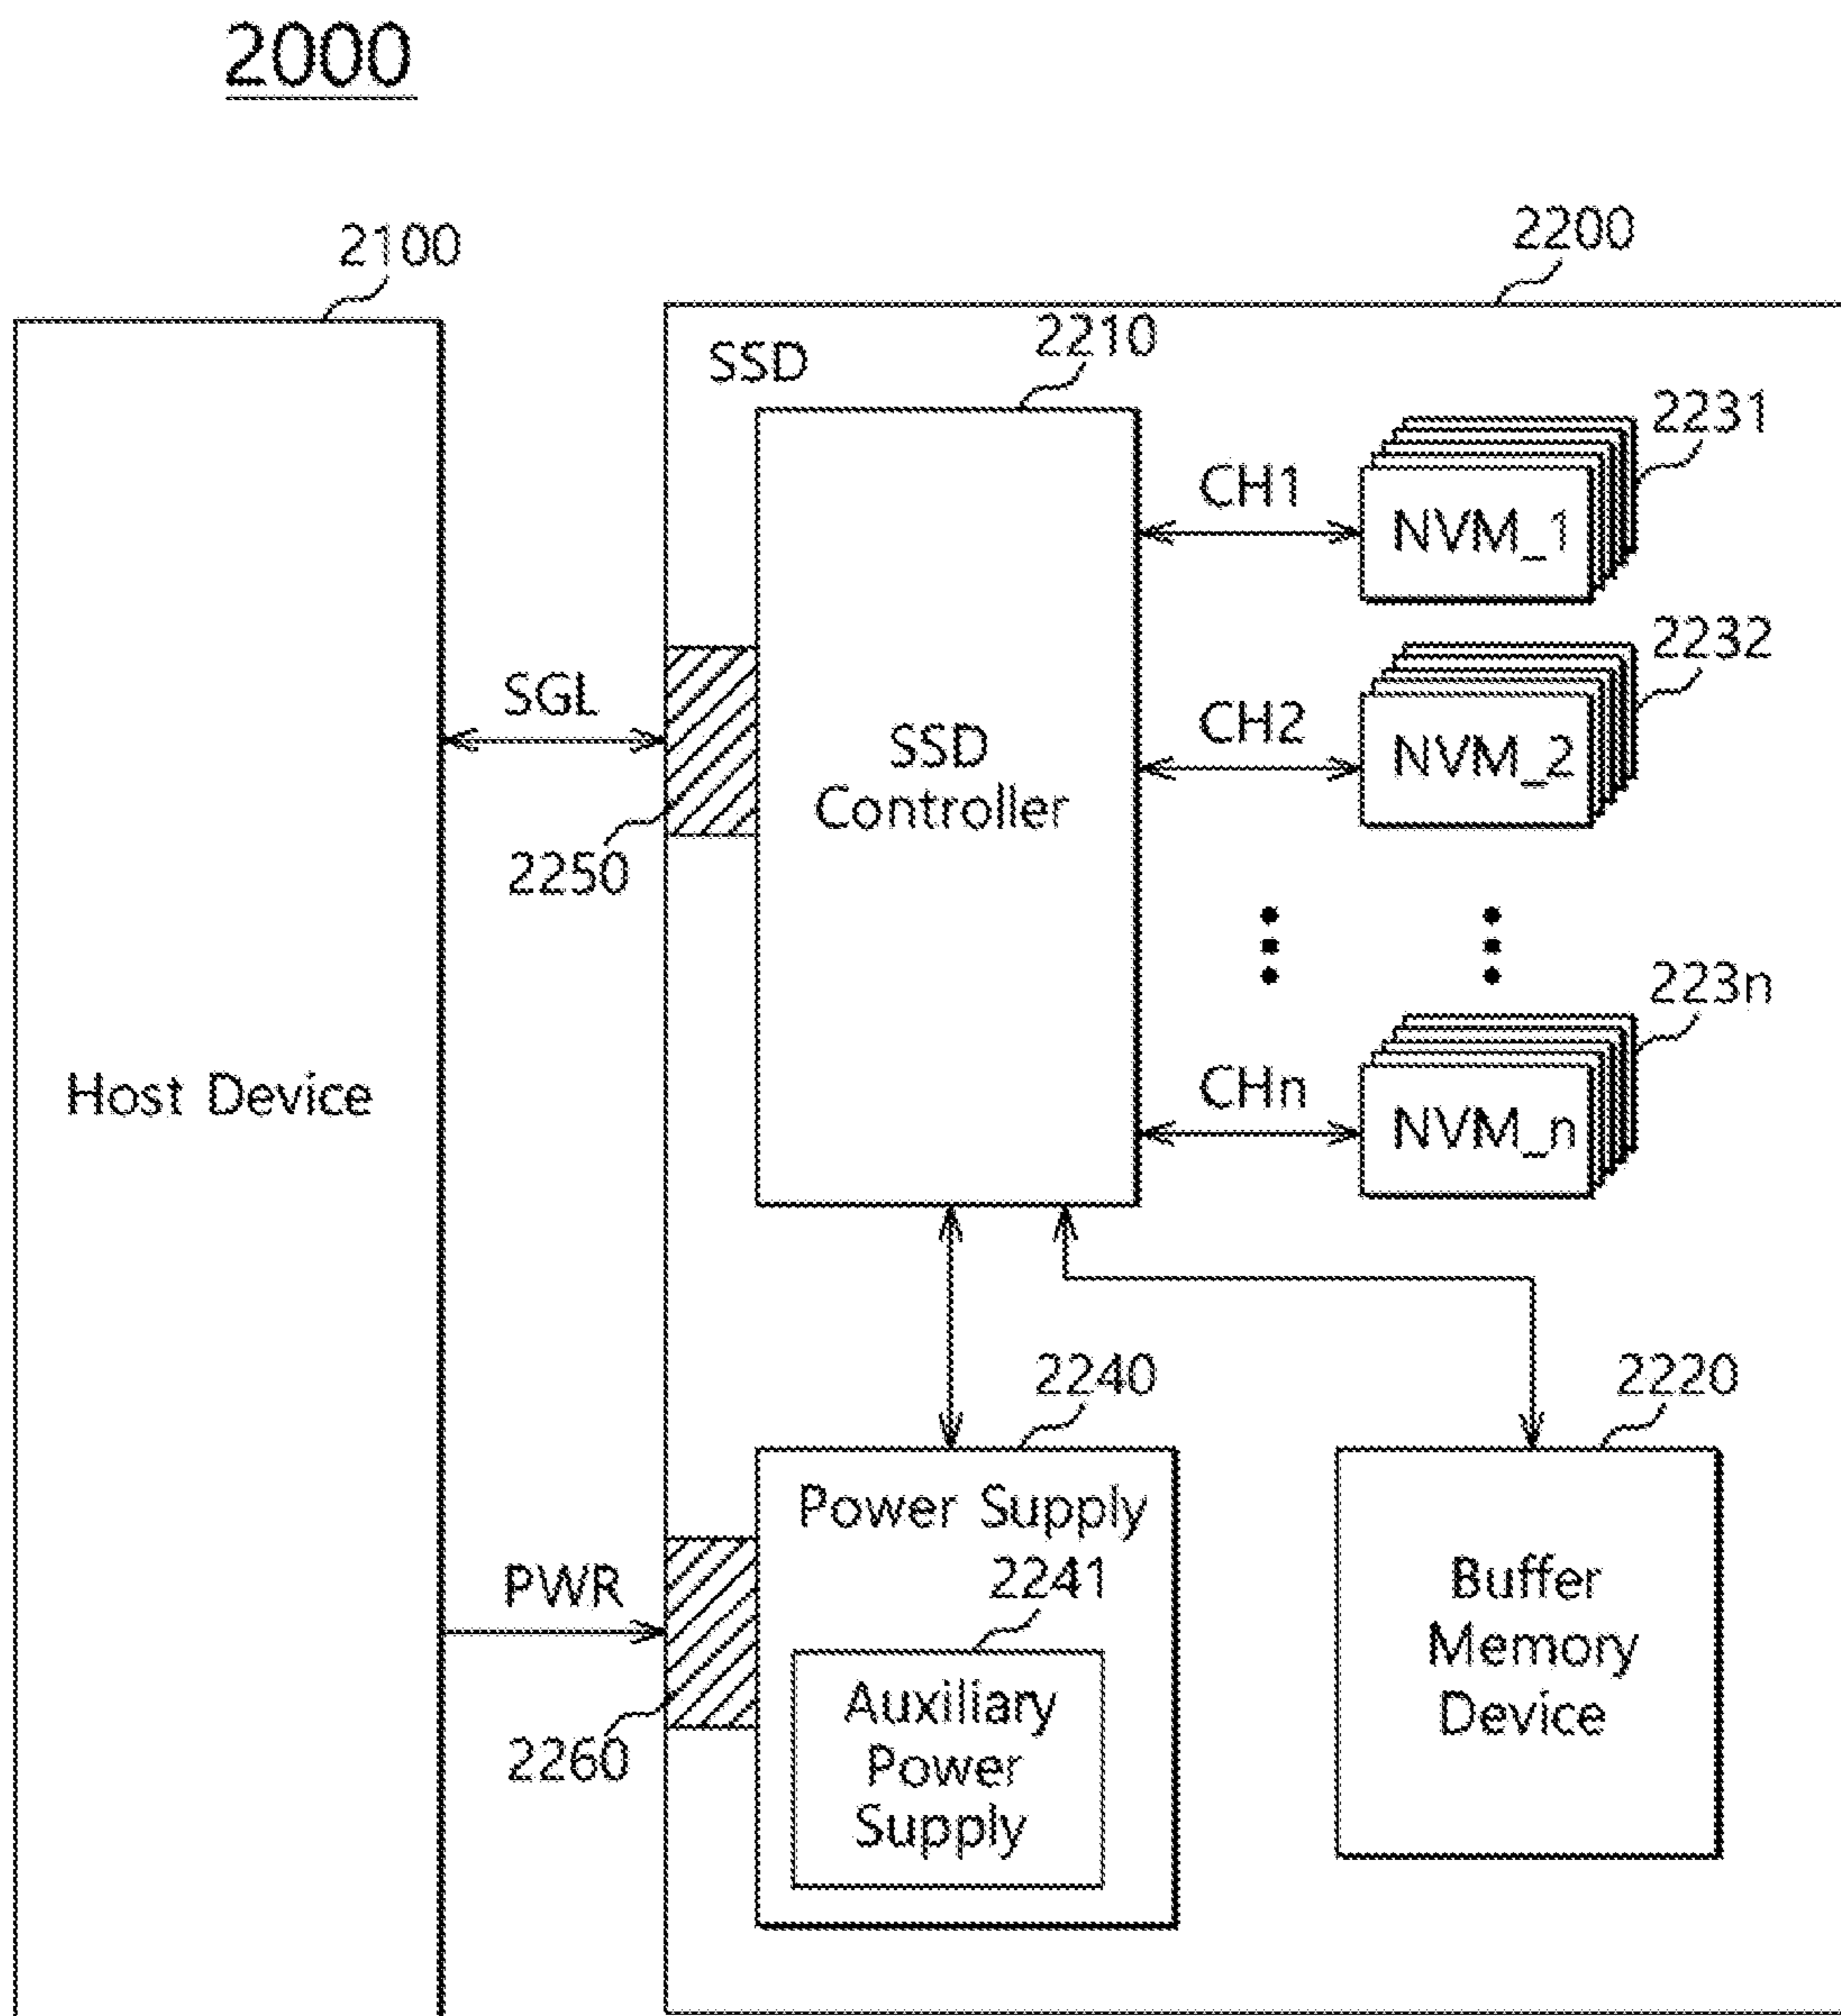 2000
2100
2200
SSD
2210
2231
CH1
NVM_1
2232
SGL
CH2
NVM_2
SSD
Controller
2250
223n
CHn
NVM_n
Host Device
2240
2220
Power Supply
2241
PWR
Buffer
Memory
Device
Auxiliary
Power
Supply
2260